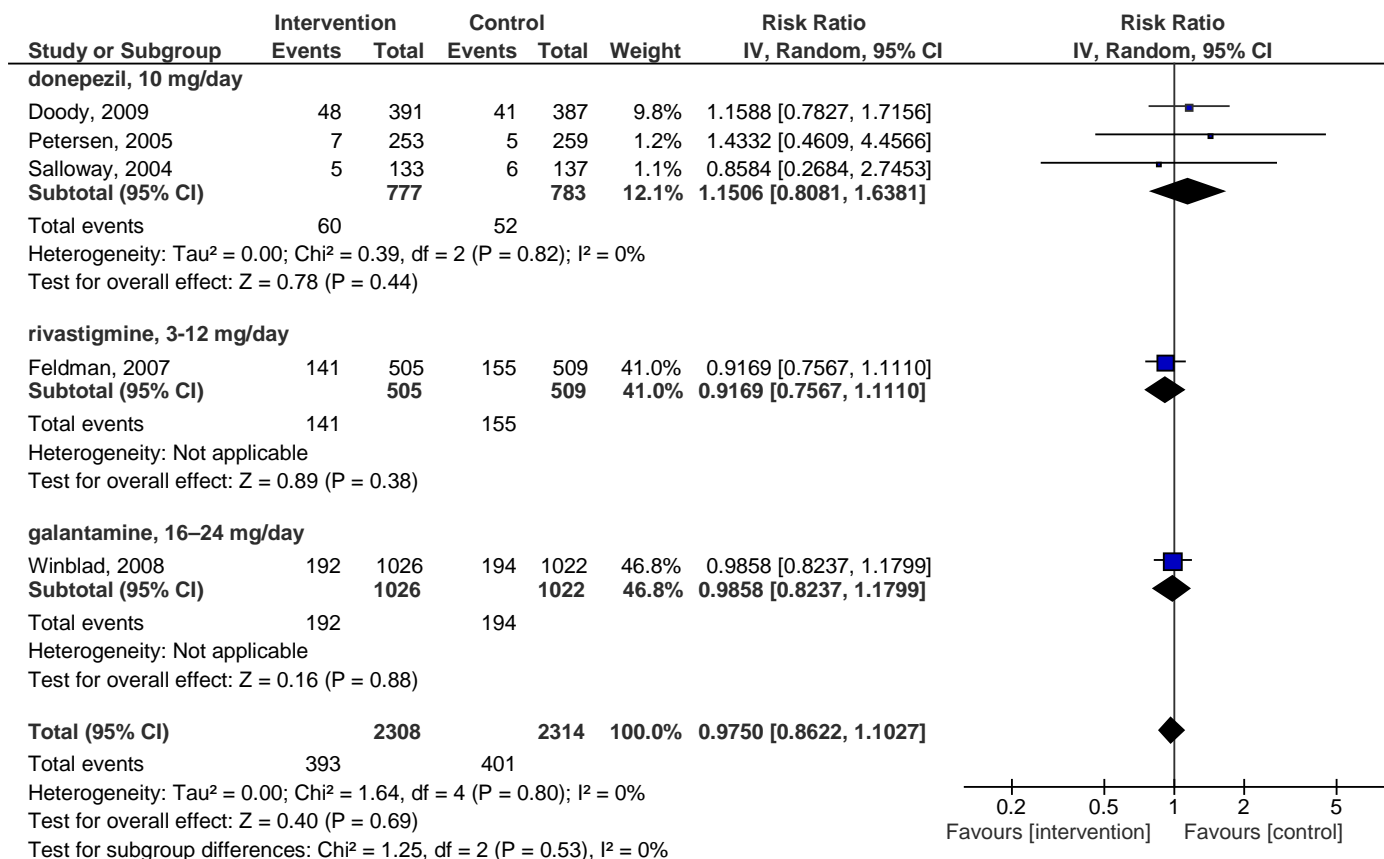 Intervention Control Risk Ratio Risk Ratio
Study or Subgroup Events Total Events Total Weight IV, Random, 95% CI IV, Random, 95% CI
donepezil, 10 mg/day
Doody, 2009 48 391 41 387 9.8% 1.1588 [0.7827, 1.7156]
Petersen, 2005 7 253 5 259 1.2% 1.4332 [0.4609, 4.4566]
Salloway, 2004 5 133 6 137 1.1% 0.8584 [0.2684, 2.7453]
Subtotal (95% CI) 777 783 12.1% 1.1506 [0.8081, 1.6381]
Total events 60 52
Heterogeneity: Tau² = 0.00; Chi² = 0.39, df = 2 (P = 0.82); I² = 0%
Test for overall effect: Z = 0.78 (P = 0.44)
rivastigmine, 3-12 mg/day
Feldman, 2007 141 505 155 509 41.0% 0.9169 [0.7567, 1.1110]
Subtotal (95% CI) 505 509 41.0% 0.9169 [0.7567, 1.1110]
Total events 141 155
Heterogeneity: Not applicable
Test for overall effect: Z = 0.89 (P = 0.38)
galantamine, 16–24 mg/day
Winblad, 2008 192 1026 194 1022 46.8% 0.9858 [0.8237, 1.1799]
Subtotal (95% CI) 1026 1022 46.8% 0.9858 [0.8237, 1.1799]
Total events 192 194
Heterogeneity: Not applicable
Test for overall effect: Z = 0.16 (P = 0.88)
Total (95% CI) 2308 2314 100.0% 0.9750 [0.8622, 1.1027]
Total events 393 401
Heterogeneity: Tau² = 0.00; Chi² = 1.64, df = 4 (P = 0.80); I² = 0%
Test for overall effect: Z = 0.40 (P = 0.69)
Test for subgroup differences: Chi² = 1.25, df = 2 (P = 0.53), I² = 0%
0.2 0.5 1 2 5
Favours [intervention] Favours [control]